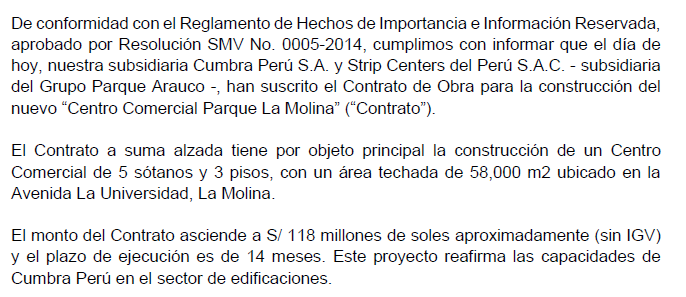 De conformidad con el Reglamento de Hechos de Importancia e Información Reservada,
aprobado por Resolución SMV No. 0005-2014, cumplimos con informar que el día de
hoy, nuestra subsidiaria Cumbra Perú S.A. y Strip Centers del Perú S.A.C. - subsidiaria
del Grupo Parque Arauco -, han suscrito el Contrato de Obra para la construcción del
nuevo “Centro Comercial Parque La Molina” (“Contrato”).
El Contrato a suma alzada tiene por objeto principal la construcción de un Centro
Comercial de 5 sótanos y 3 pisos, con un área techada de 58,000 m2 ubicado en la
Avenida La Universidad, La Molina.
El monto del Contrato asciende a S/ 118 millones de soles aproximadamente (sin IGV)
y el plazo de ejecución es de 14 meses. Este proyecto reafirma las capacidades de
Cumbra Perú en el sector de edificaciones.